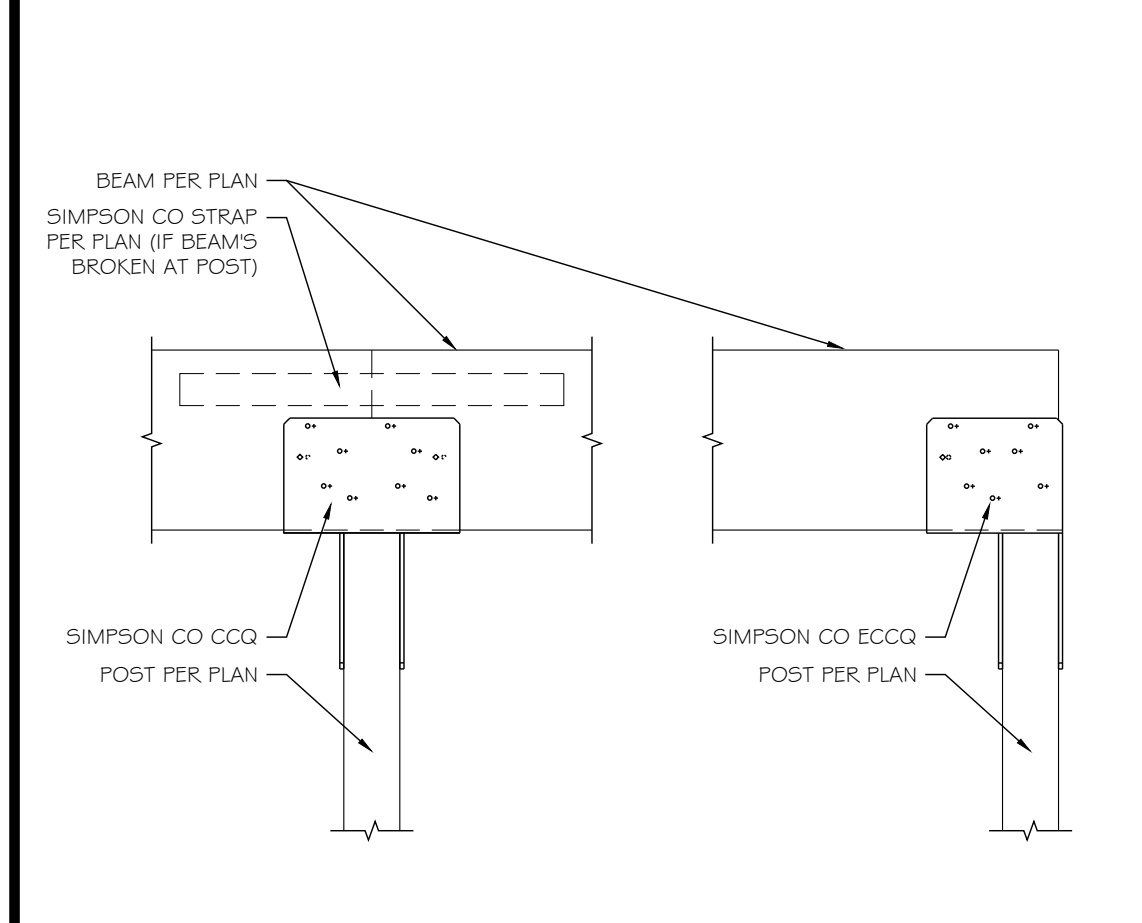 BEAM PER PLAN
SIMPSON CO STRAP
PER PLAN (IF BEAM'S
BROKEN AT POST)
SIMPSON CO CCQ
POST PER PLAN
SIMPSON CO ECCQ
POST PER PLAN